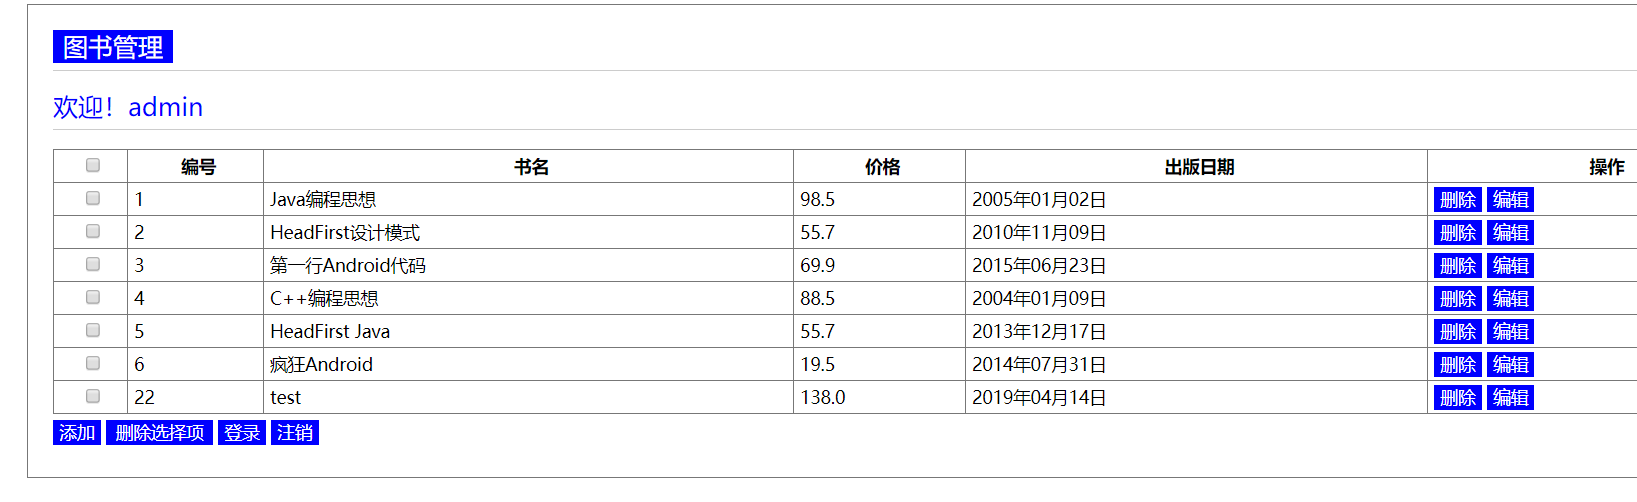 图书管理
欢迎！admin
编号 书名 价格 出版日期 操作
1 Java编程思想 98.5 2005年01月02日 删除 编辑
2 HeadFirst设计模式 55.7 2010年11月09日 删除 编辑
3 第一行Android代码 69.9 2015年06月23日 删除 编辑
4 C++编程思想 88.5 2004年01月09日 删除 编辑
5 HeadFirst Java 55.7 2013年12月17日 删除 编辑
6 疯狂Android 19.5 2014年07月31日 删除 编辑
22 test 138.0 2019年04月14日 删除 编辑
添加 删除选择项 登录 注销